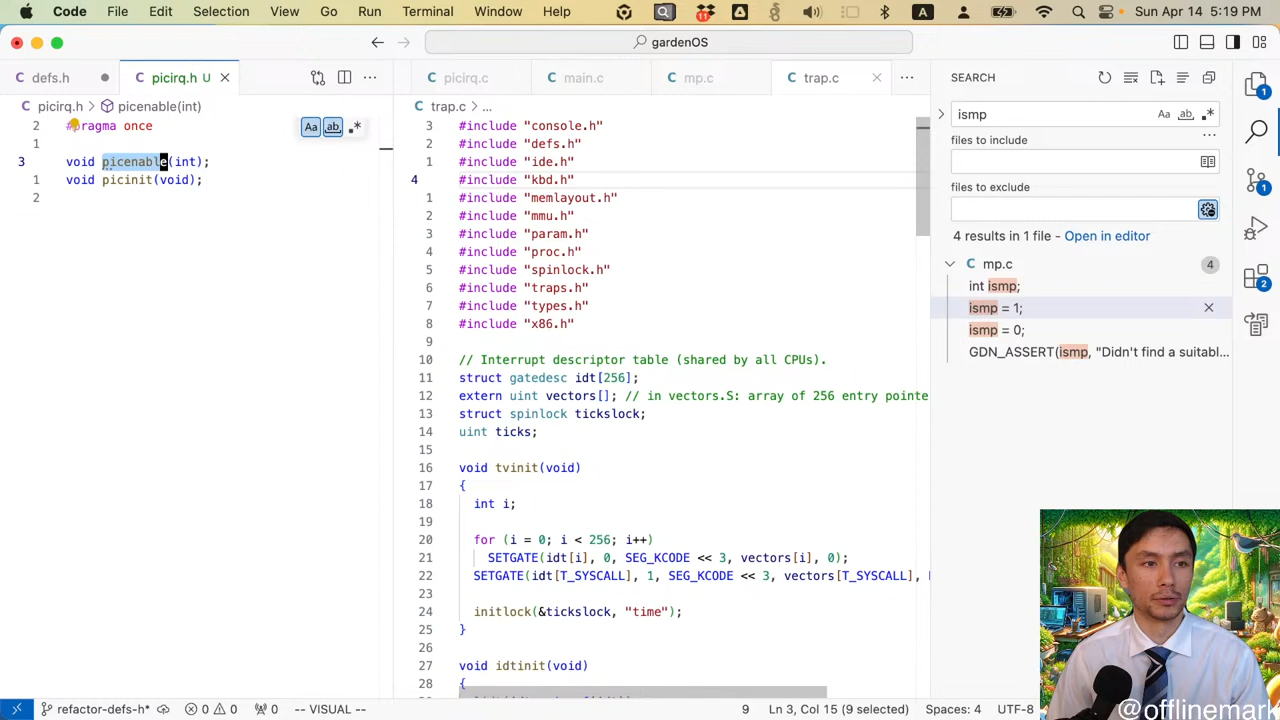 Code File Edit Selection View Go Run Terminal Window Help A Sun Apr 14 5:19 PM
gardenOS
defs.h
picirq.h U
picirq.c
main.c
mp.c
trap.c
picirq.h > picenable(int)
2 #pragma once
1
3 void picenable(int);
1 void picinit(void);
2
trap.c > ...
3 #include "console.h"
2 #include "defs.h"
1 #include "ide.h"
4 #include "kbd.h"
1 #include "memlayout.h"
2 #include "mmu.h"
3 #include "param.h"
4 #include "proc.h"
5 #include "spinlock.h"
6 #include "traps.h"
7 #include "types.h"
8 #include "x86.h"
9
10 // Interrupt descriptor table (shared by all CPUs).
11 struct gatedesc idt[256];
12 extern uint vectors[]; // in vectors.S: array of 256 entry pointe
13 struct spinlock tickslock;
14 uint ticks;
15
16 void tvinit(void)
17 {
18 int i;
19
20 for (i = 0; i < 256; i++)
21 SETGATE(idt[i], 0, SEG_KCODE << 3, vectors[i], 0);
22 SETGATE(idt[T_SYSCALL], 1, SEG_KCODE << 3, vectors[T_SYSCALL],
23
24 initlock(&tickslock, "time");
25 }
26
27 void idtinit(void)
28 {
SEARCH
ismp
Aa ab .*
files to include
files to exclude
4 results in 1 file - Open in editor
mp.c 4
int ismp;
ismp = 1;
ismp = 0;
GDN_ASSERT(ismp, "Didn't find a suitabl...
1
1
2
refactor-defs-h* 0 0 0 -- VISUAL -- 9 Ln 3, Col 15 (9 selected) Spaces: 4 UTF-8
@offlinemark